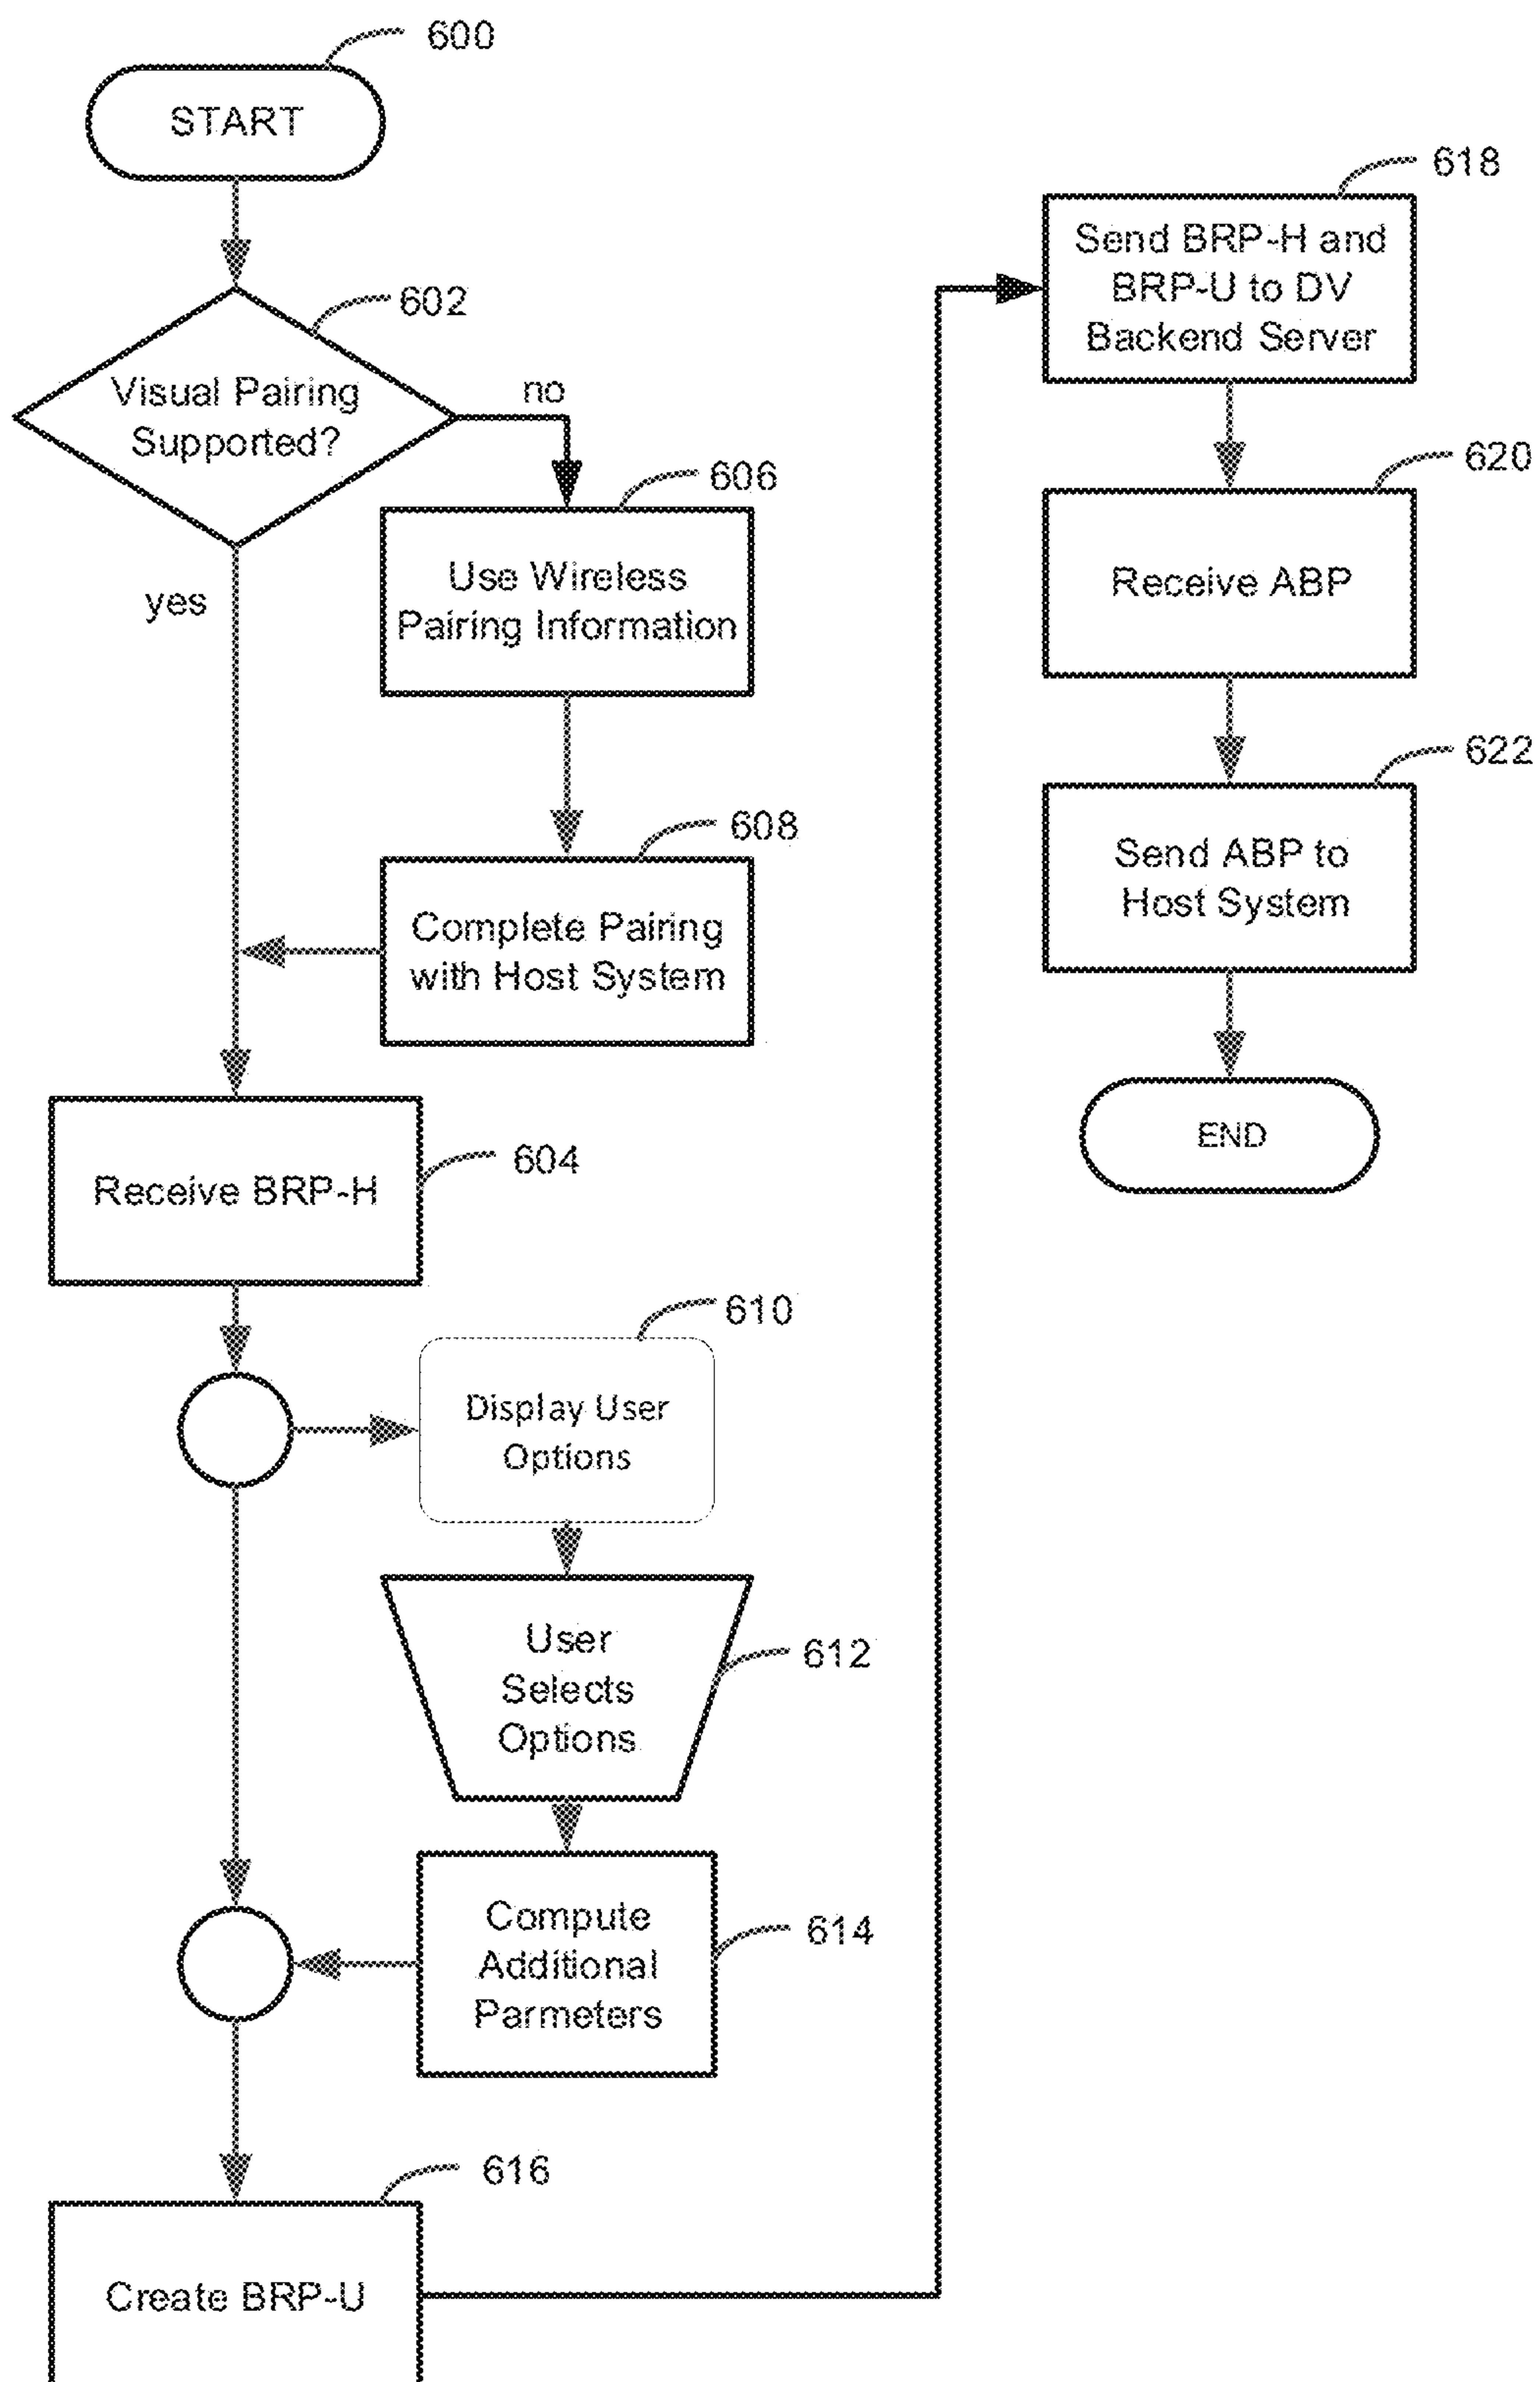 600
START
602
Visual Pairing
Supported?
no
yes
606
Use Wireless
Pairing Information
608
Complete Pairing
with Host System
Receive BRP-H
604
610
Display User
Options
User
Selects
Options
612
Compute
Additional
Parmeters
614
616
Create BRP-U
618
Send BRP-H and
BRP-U to DV
Backend Server
620
Receive ABP
622
Send ABP to
Host System
END